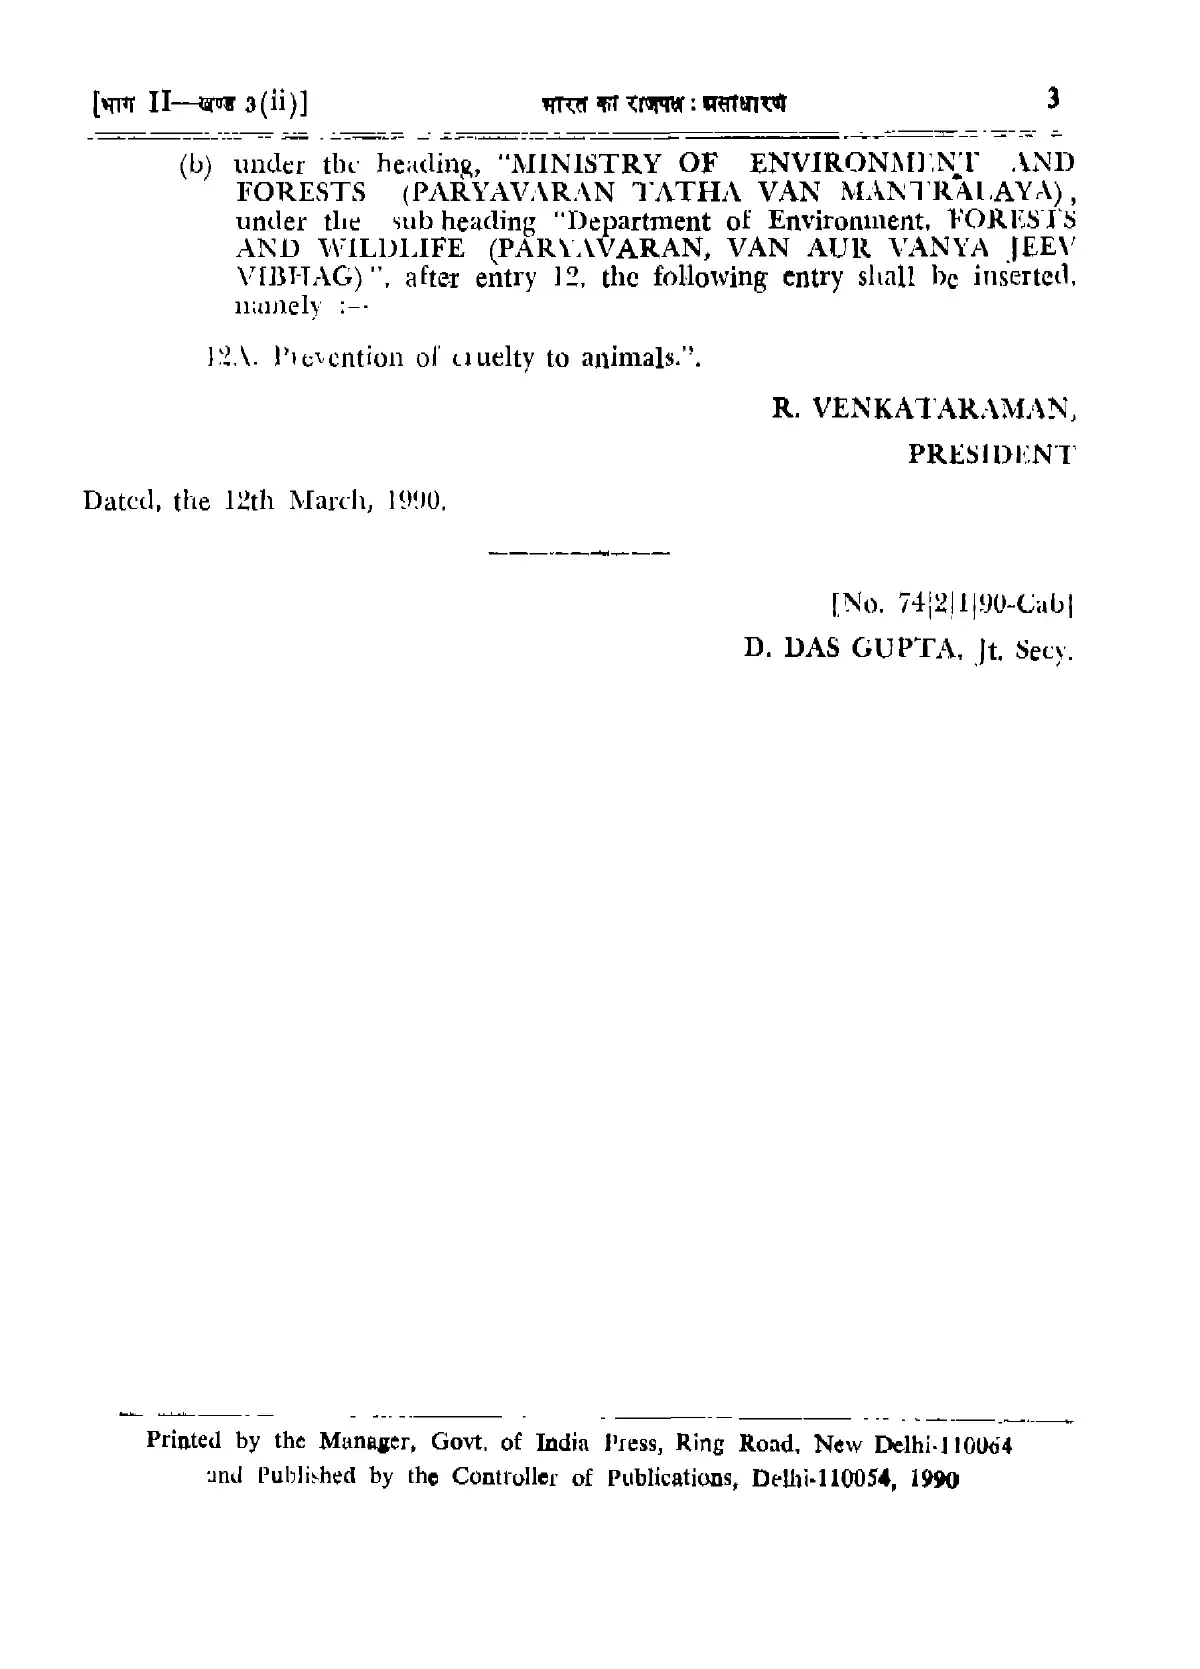 [भाग II—खण्ड 3(ii)] भारत का राजपत्र : असाधारण 3
(b) under the heading, "MINISTRY OF ENVIRONMENT AND
FORESTS (PARYAVARAN TATHA VAN MANTRALAYA),
under the sub heading "Department of Environment, FORESTS
AND WILDLIFE (PARYAVARAN, VAN AUR VANYA JEEV
VIBHAG)", after entry 12, the following entry shall be inserted,
namely :--
12A. Prevention of cruelty to animals.".
R. VENKATARAMAN,
PRESIDENT
Dated, the 12th March, 1990.
[No. 74|2|1|90-Cab]
D. DAS GUPTA, Jt. Secy.
Printed by the Manager, Govt. of India Press, Ring Road, New Delhi-110064
and Published by the Controller of Publications, Delhi-110054, 1990